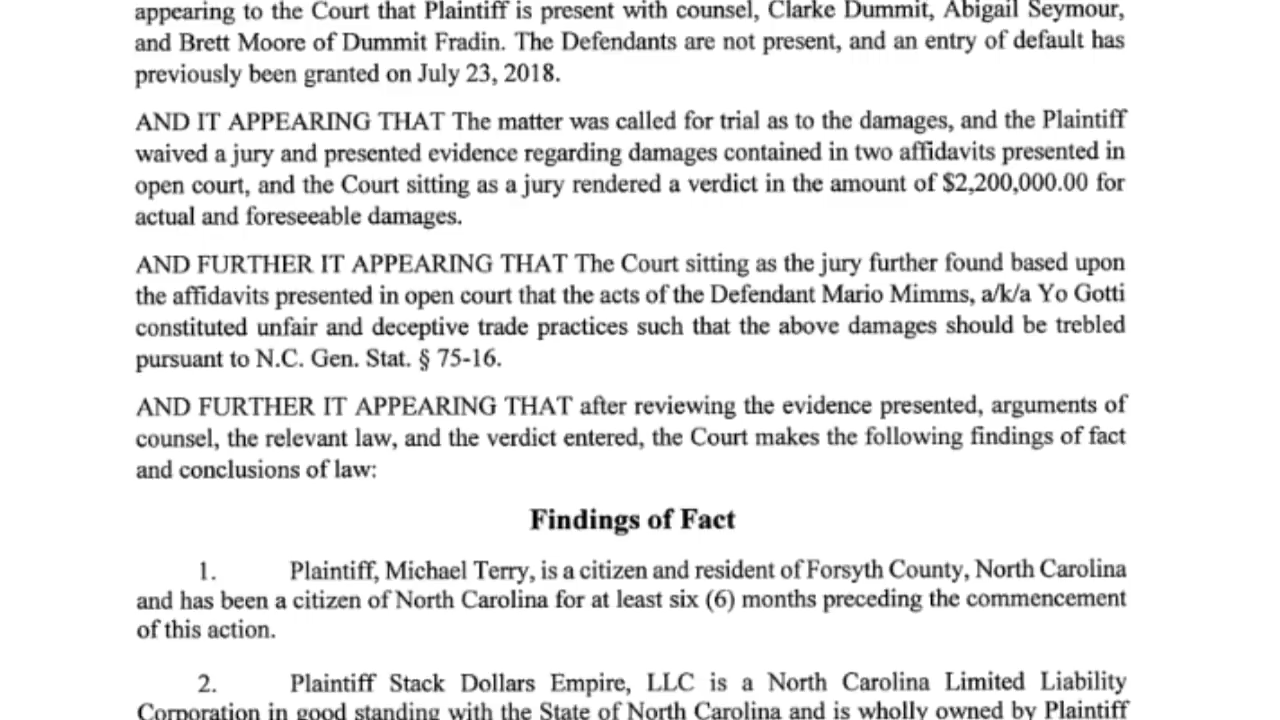 appearing to the Court that Plaintiff is present with counsel, Clarke Dummit, Abigail Seymour,
and Brett Moore of Dummit Fradin. The Defendants are not present, and an entry of default has
previously been granted on July 23, 2018.
AND IT APPEARING THAT The matter was called for trial as to the damages, and the Plaintiff
waived a jury and presented evidence regarding damages contained in two affidavits presented in
open court, and the Court sitting as a jury rendered a verdict in the amount of $2,200,000.00 for
actual and foreseeable damages.
AND FURTHER IT APPEARING THAT The Court sitting as the jury further found based upon
the affidavits presented in open court that the acts of the Defendant Mario Mimms, a/k/a Yo Gotti
constituted unfair and deceptive trade practices such that the above damages should be trebled
pursuant to N.C. Gen. Stat. § 75-16.
AND FURTHER IT APPEARING THAT after reviewing the evidence presented, arguments of
counsel, the relevant law, and the verdict entered, the Court makes the following findings of fact
and conclusions of law:
Findings of Fact
1. Plaintiff, Michael Terry, is a citizen and resident of Forsyth County, North Carolina
and has been a citizen of North Carolina for at least six (6) months preceding the commencement
of this action.
2. Plaintiff Stack Dollars Empire, LLC is a North Carolina Limited Liability
Corporation in good standing with the State of North Carolina and is wholly owned by Plaintiff